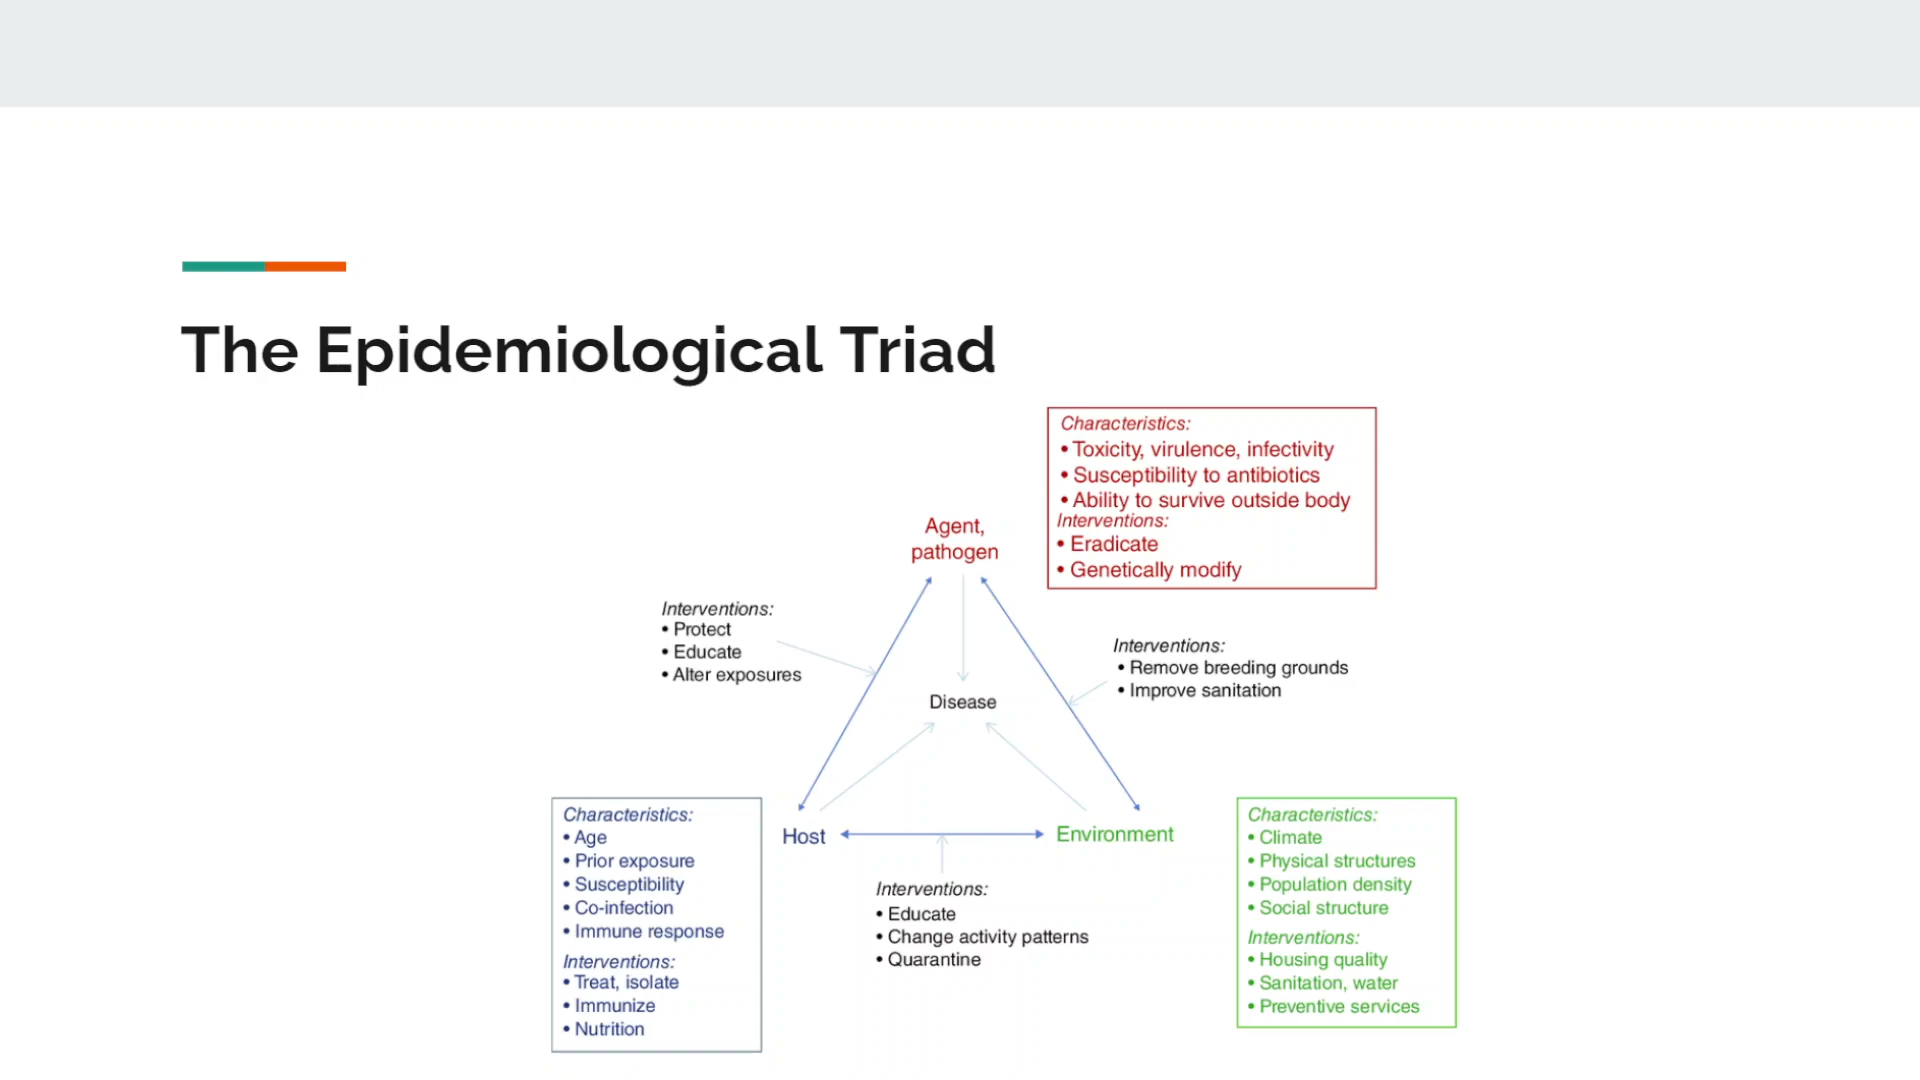 The Epidemiological Triad
Characteristics:
• Toxicity, virulence, infectivity
• Susceptibility to antibiotics
• Ability to survive outside body
Interventions:
• Eradicate
• Genetically modify
Agent,
pathogen
Interventions:
• Protect
• Educate
• Alter exposures
Interventions:
• Remove breeding grounds
• Improve sanitation
Disease
Characteristics:
• Age
• Prior exposure
• Susceptibility
• Co-infection
• Immune response
Interventions:
• Treat, isolate
• Immunize
• Nutrition
Host
Environment
Interventions:
• Educate
• Change activity patterns
• Quarantine
Characteristics:
• Climate
• Physical structures
• Population density
• Social structure
Interventions:
• Housing quality
• Sanitation, water
• Preventive services